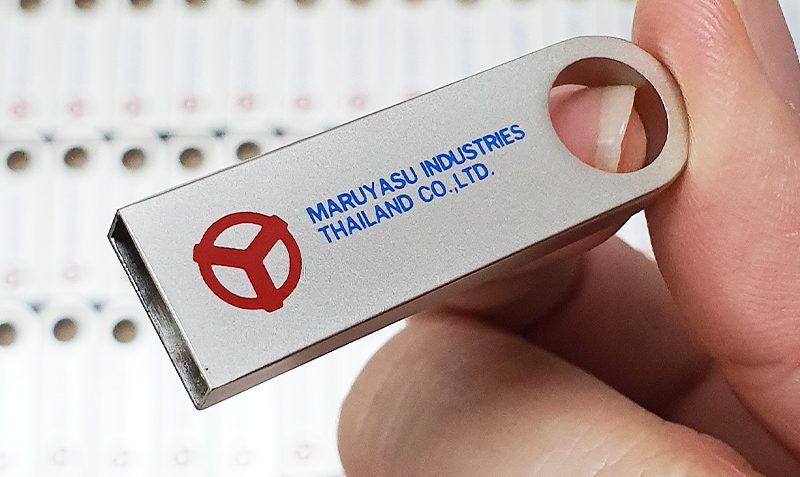 MARUYASU INDUSTRIES
THAILAND CO.,LTD.